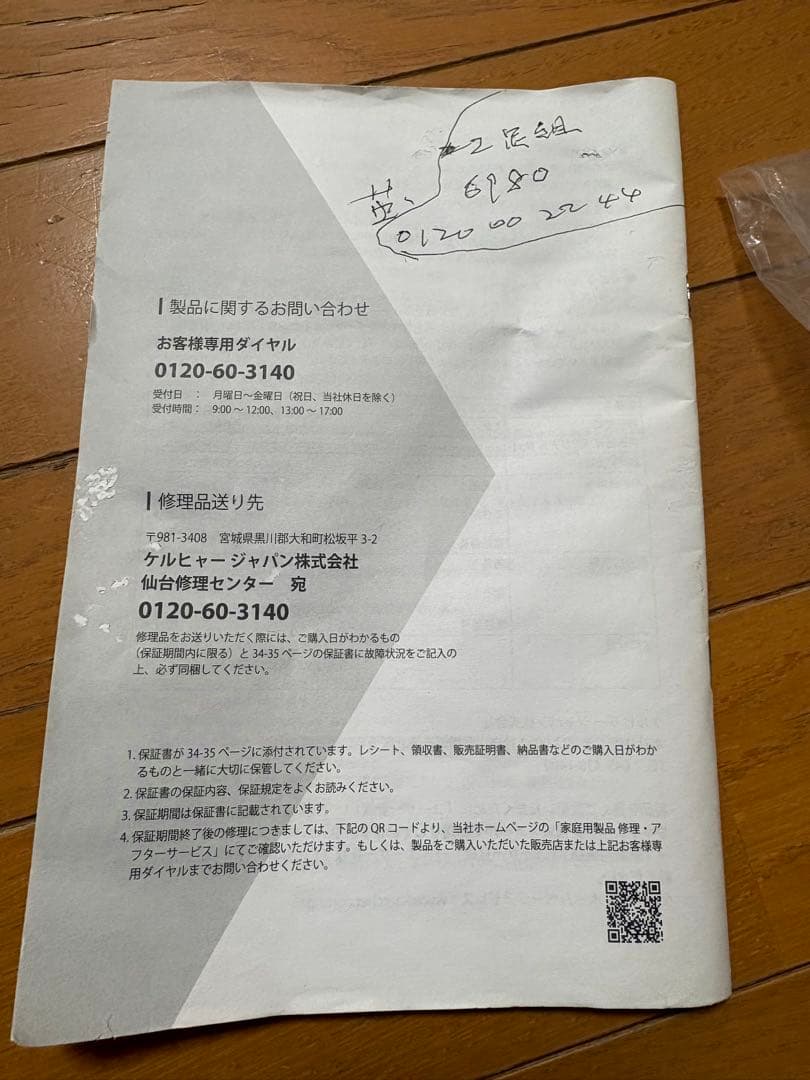 2足組
6980
0120 00 22 44
製品に関するお問い合わせ
お客様専用ダイヤル
0120-60-3140
受付日 ： 月曜日～金曜日（祝日、当社休日を除く）
受付時間： 9:00 ～ 12:00、13:00 ～ 17:00
修理品送り先
〒981-3408 宮城県黒川郡大和町松坂平 3-2
ケルヒャー ジャパン株式会社
仙台修理センター 宛
0120-60-3140
修理品をお送りいただく際には、ご購入日がわかるもの
（保証期間内に限る）と 34-35 ページの保証書に故障状況をご記入の
上、必ず同梱してください。
1. 保証書が 34-35 ページに添付されています。レシート、領収書、販売証明書、納品書などのご購入日がわか
るものと一緒に大切に保管してください。
2. 保証書の保証内容、保証規定をよくお読みください。
3. 保証期間は保証書に記載されています。
4. 保証期間終了後の修理につきましては、下記の QR コードより、当社ホームページの「家庭用製品 修理・ア
フターサービス」にてご確認いただけます。もしくは、製品をご購入いただいた販売店または上記お客様専
用ダイヤルまでお問い合わせください。